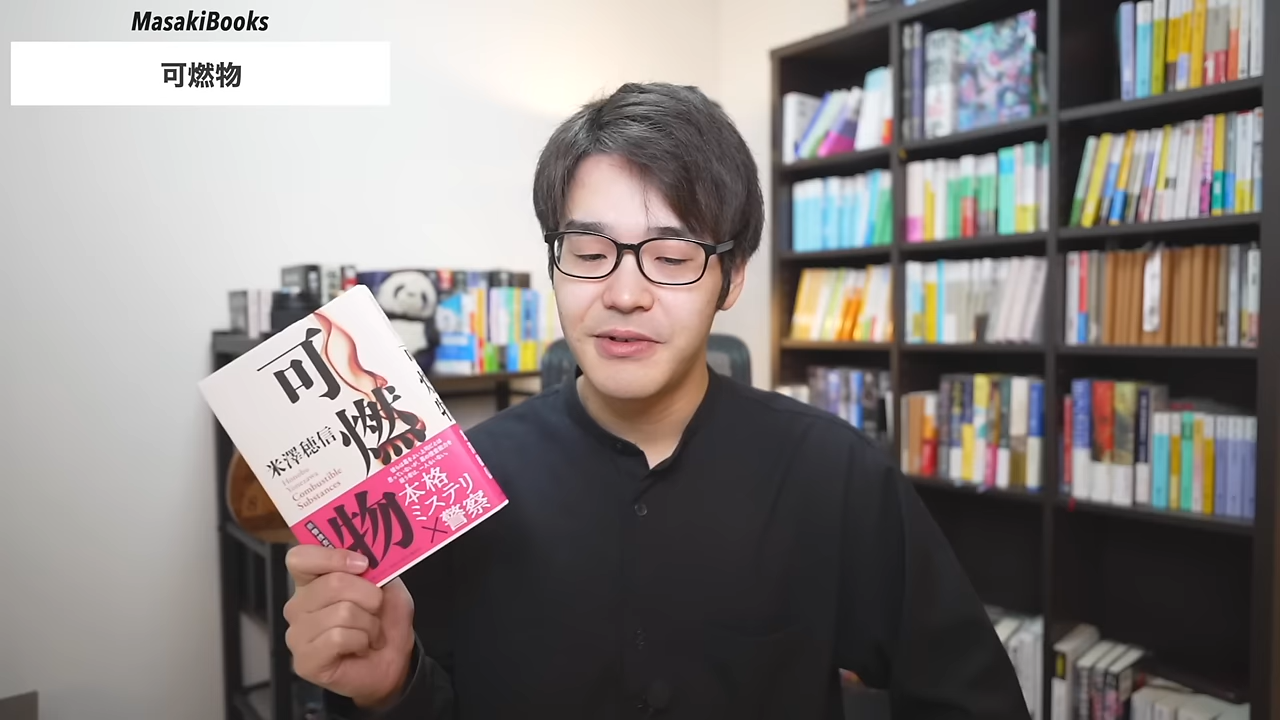 MasakiBooks
可燃物
可燃物
米澤穂信
Honobu
Yonezawa
Combustible
Substances
本格
ミステリ
×警察